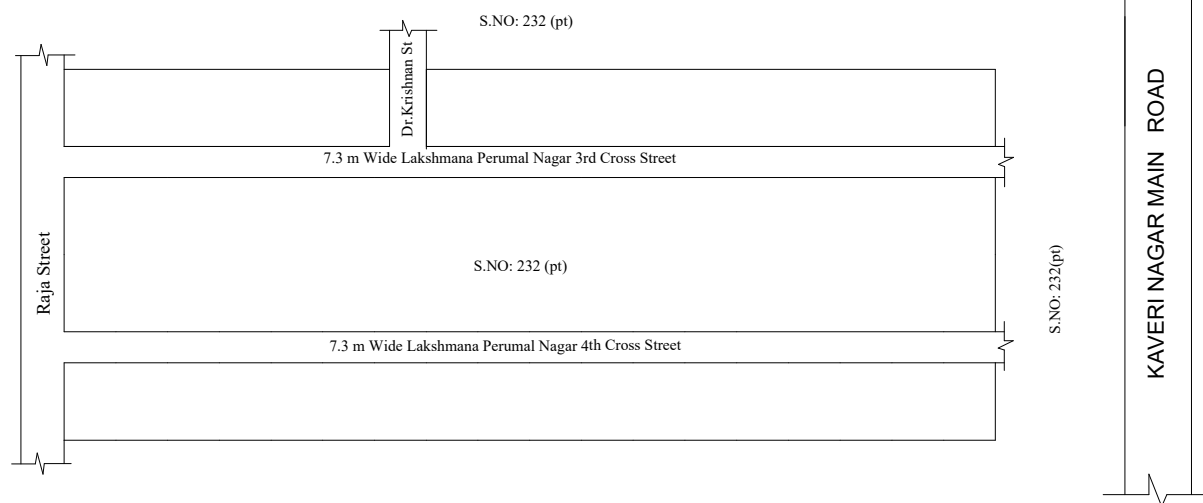 S.NO: 232 (pt)
Dr.Krishnan St
7.3 m Wide Lakshmana Perumal Nagar 3rd Cross Street
Raja Street
S.NO: 232 (pt)
7.3 m Wide Lakshmana Perumal Nagar 4th Cross Street
S.NO: 232(pt)
KAVERI NAGAR MAIN ROAD